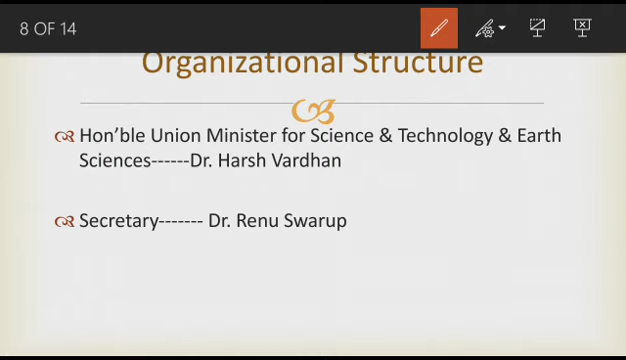 8 OF 14
Organizational Structure
Hon’ble Union Minister for Science & Technology & Earth
Sciences------Dr. Harsh Vardhan
Secretary------- Dr. Renu Swarup